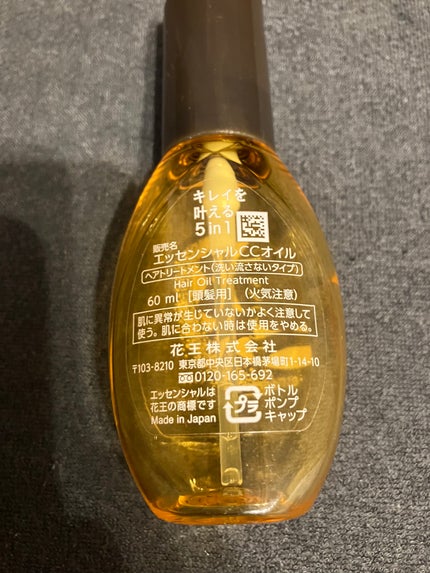 キレイを
叶える
5in1
販売名
エッセンシャルCCオイル
ヘアトリートメント(洗い流さないタイプ)
Hair Oil Treatment
60 ml [頭髪用] (火気注意)
肌に異常が生じていないかよく注意して
使う。肌に合わない時は使用をやめる。
花王株式会社
〒103-8210 東京都中央区日本橋茅場町1-14-10
0120-165-692
エッセンシャルは
花王の商標です
Made in Japan
プラ
ボトル
ポンプ
キャップ